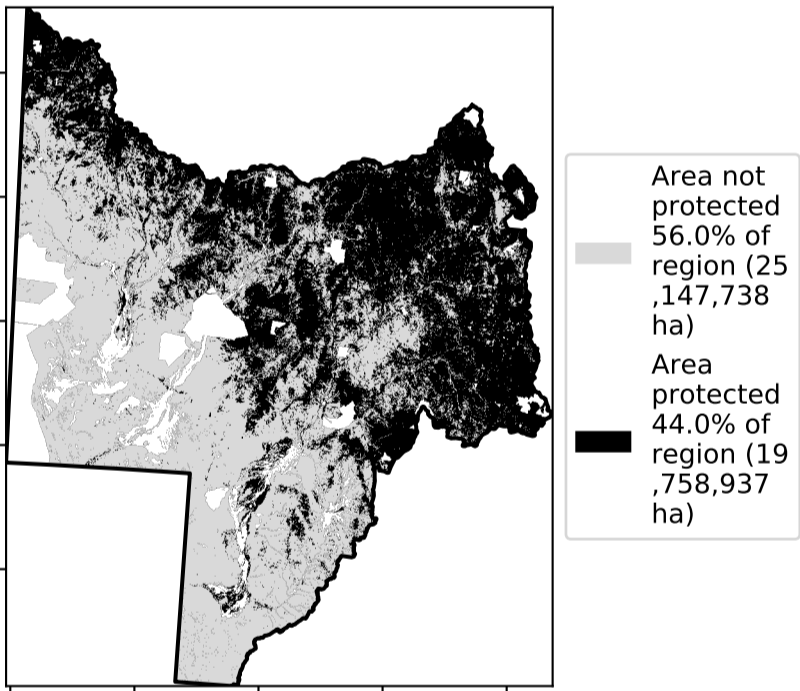 Area not
protected
56.0% of
region (25
,147,738
ha)
Area
protected
44.0% of
region (19
,758,937
ha)